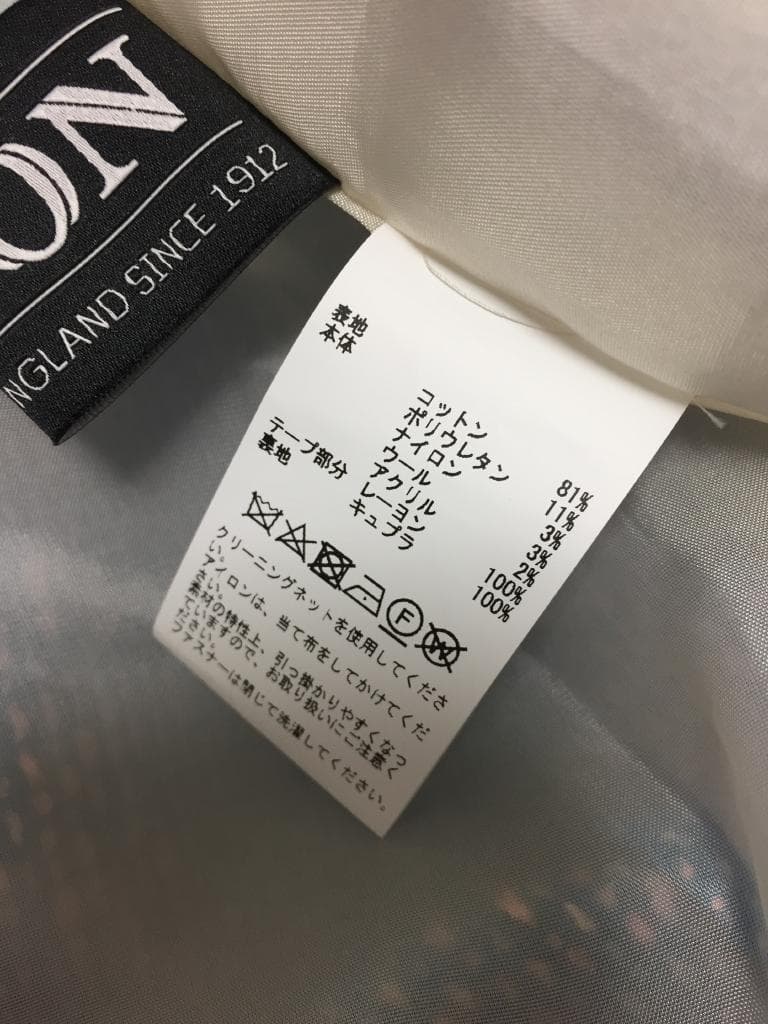 ON
NGLAND SINCE 1912
表地
本体
コットン 81%
ポリウレタン 11%
ナイロン 3%
ウール 3%
アクリル 2%
テープ部分 レーヨン 100%
裏地 キュプラ 100%
F
W
クリーニングネットを使用してくださ
い。
アイロンは、当て布をしてかけてくだ
さい。
素材の特性上、引っ掛かりやすくなっ
ていますので、お取り扱いにご注意く
ださい。
ファスナーは閉じて洗濯してください。